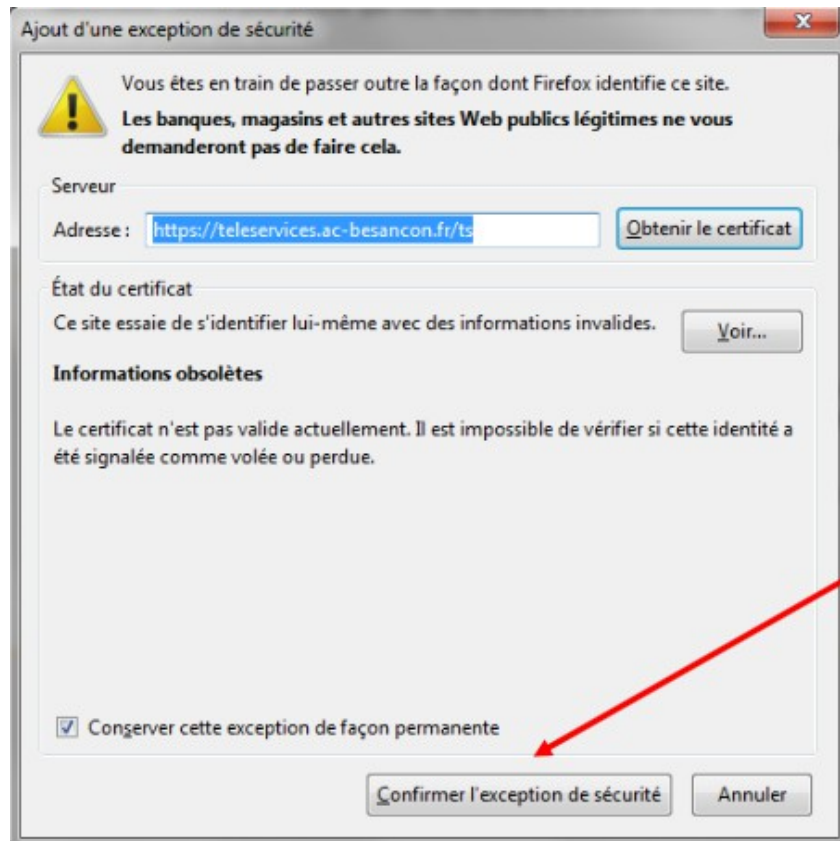 Ajout d'une exception de sécurité
Vous êtes en train de passer outre la façon dont Firefox identifie ce site.
Les banques, magasins et autres sites Web publics légitimes ne vous
demanderont pas de faire cela.
Serveur
Adresse : https://teleservices.ac-besancon.fr/ts Obtenir le certificat
État du certificat
Ce site essaie de s'identifier lui-même avec des informations invalides. Voir...
Informations obsolètes
Le certificat n'est pas valide actuellement. Il est impossible de vérifier si cette identité a
été signalée comme volée ou perdue.
Conserver cette exception de façon permanente
Confirmer l'exception de sécurité Annuler